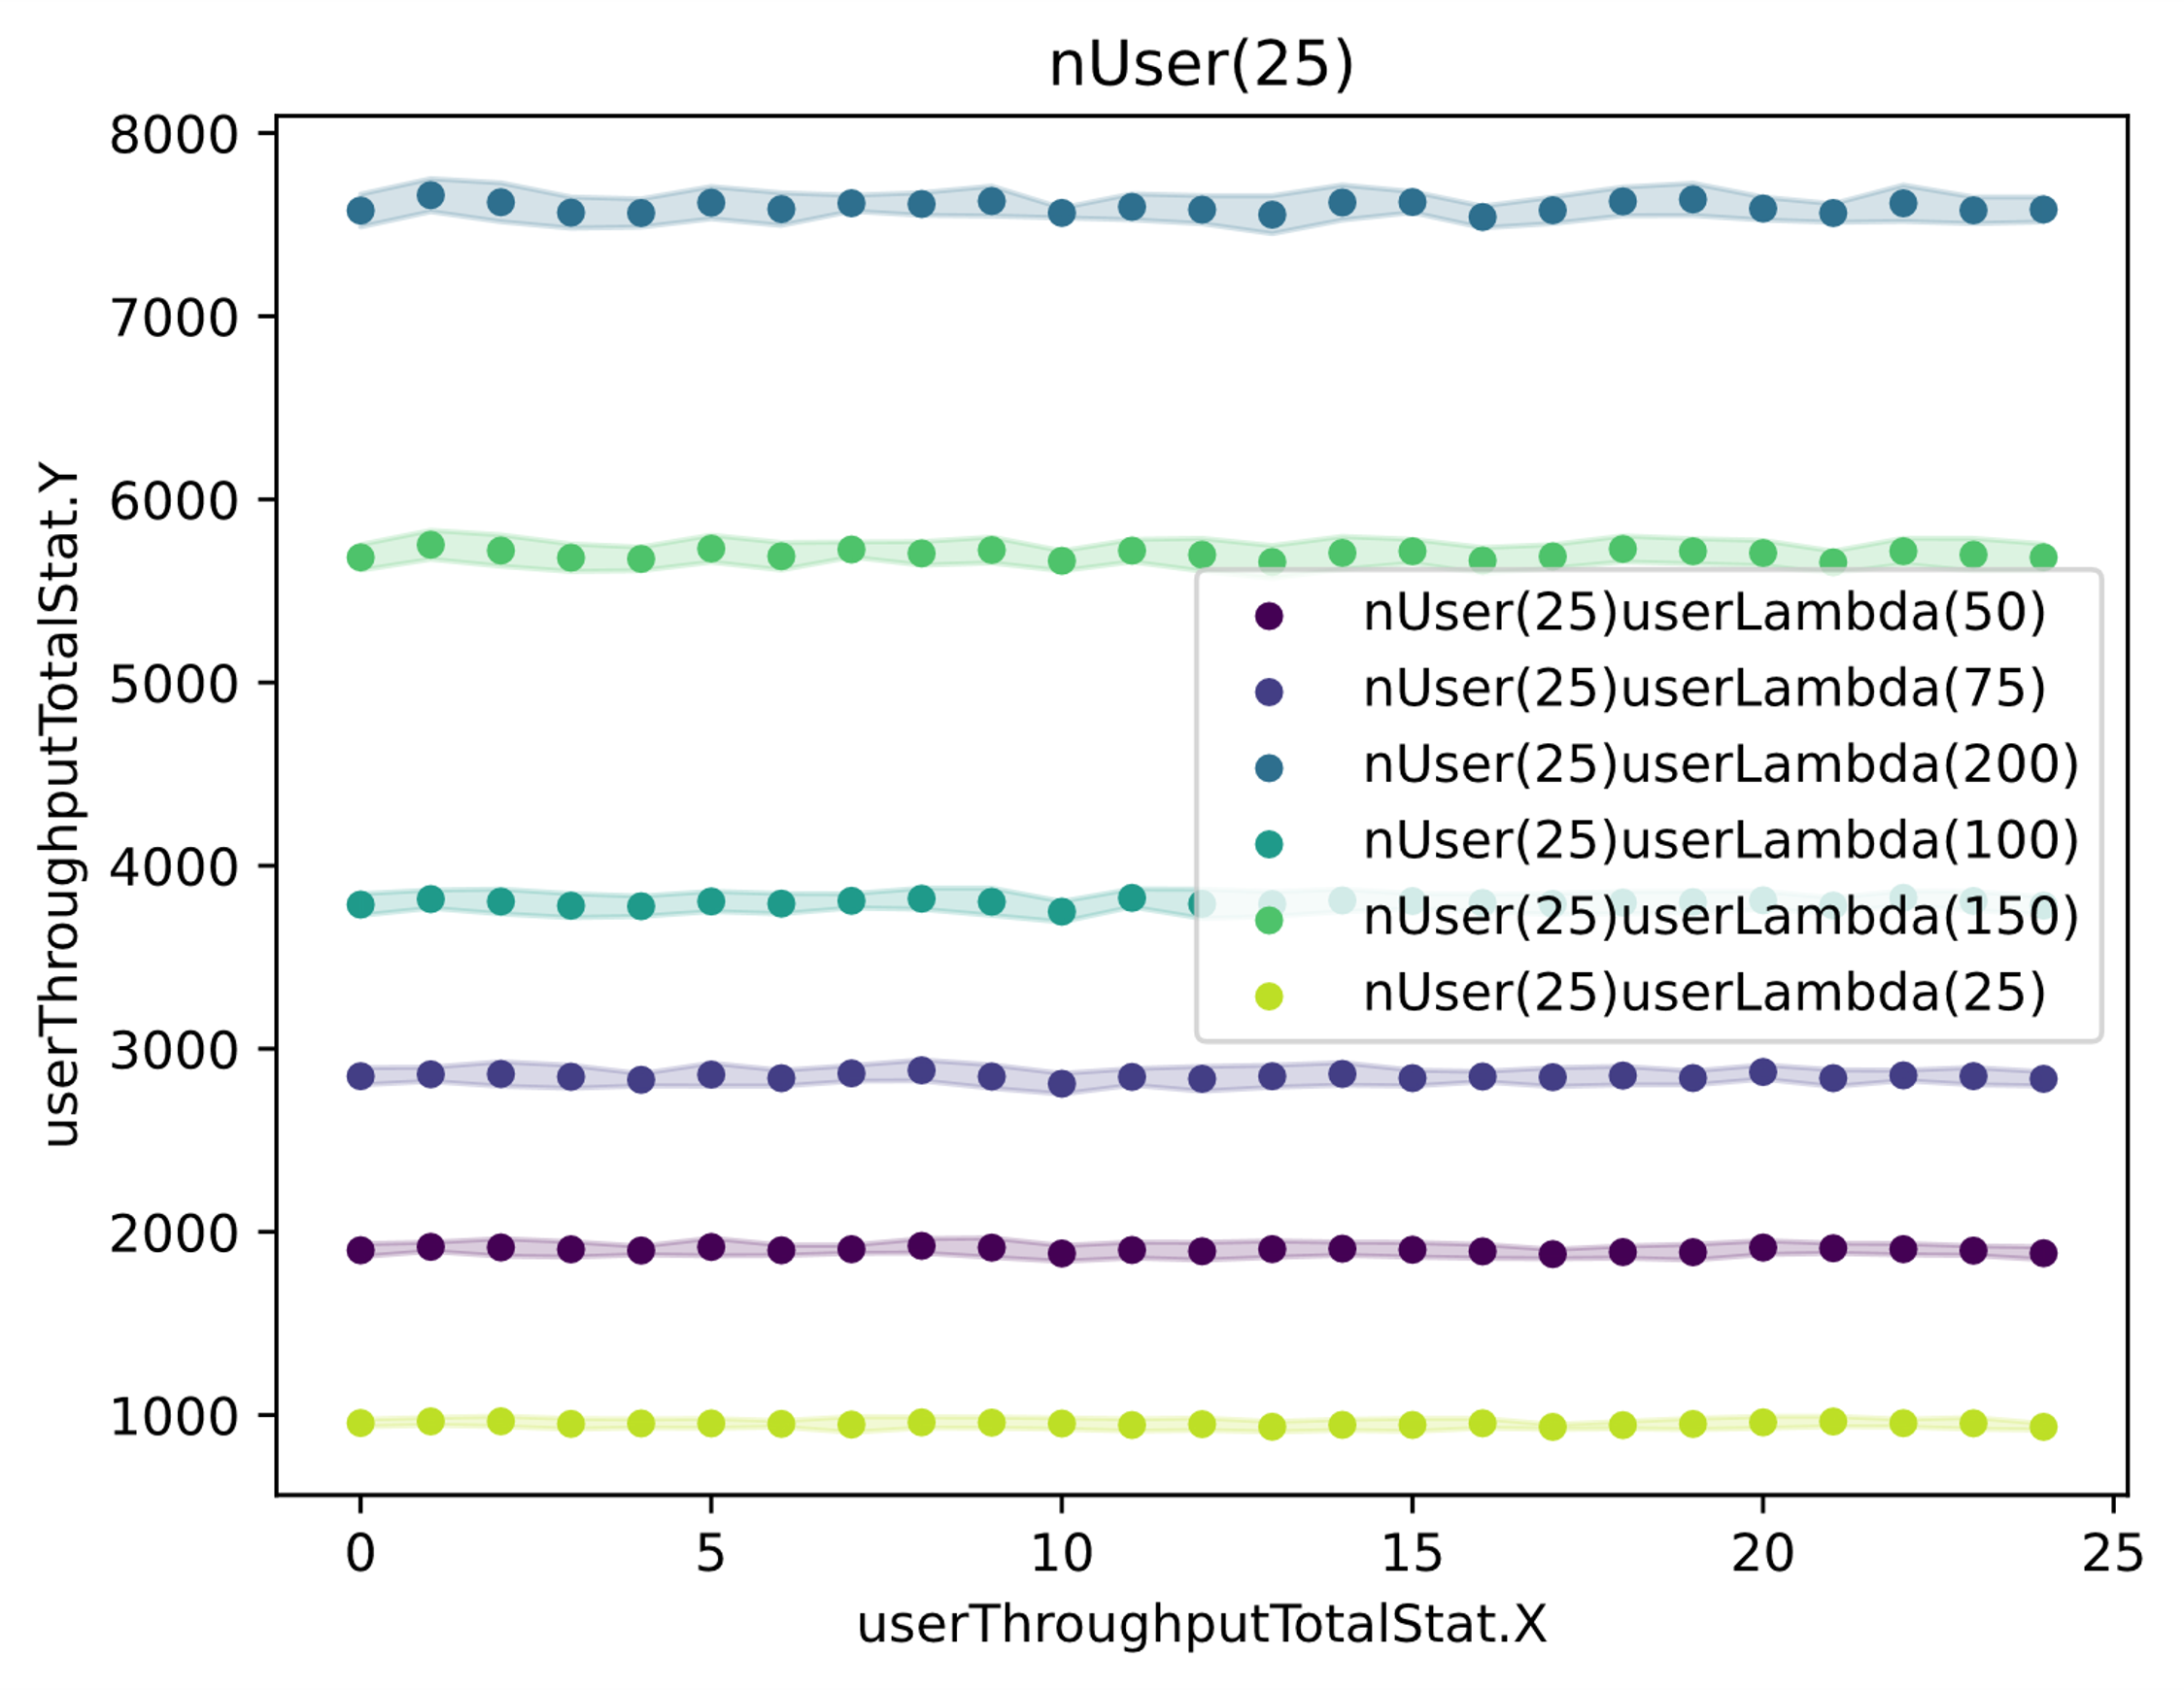 nUser(25)
8000
7000
6000
5000
4000
3000
2000
1000
userThroughputTotalStat.Y
nUser(25)userLambda(50)
nUser(25)userLambda(75)
nUser(25)userLambda(200)
nUser(25)userLambda(100)
nUser(25)userLambda(150)
nUser(25)userLambda(25)
0 5 10 15 20 25
userThroughputTotalStat.X